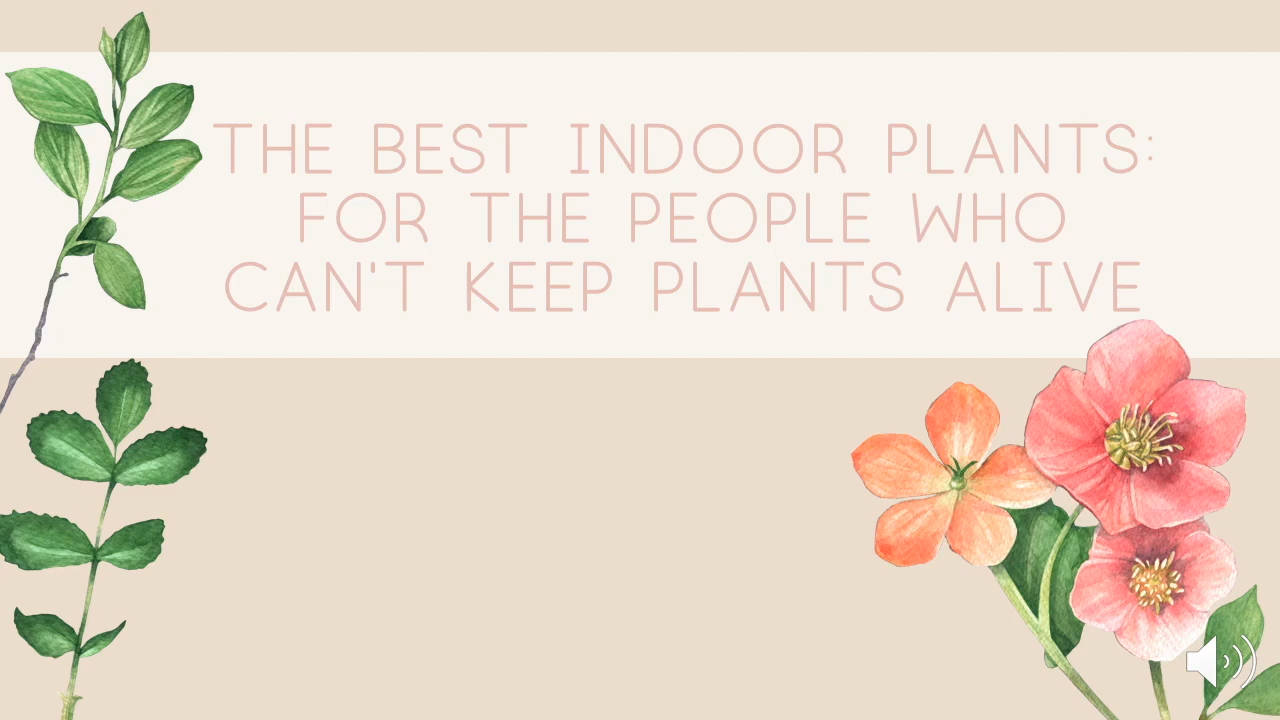 THE BEST INDOOR PLANTS:
FOR THE PEOPLE WHO
CAN'T KEEP PLANTS ALIVE